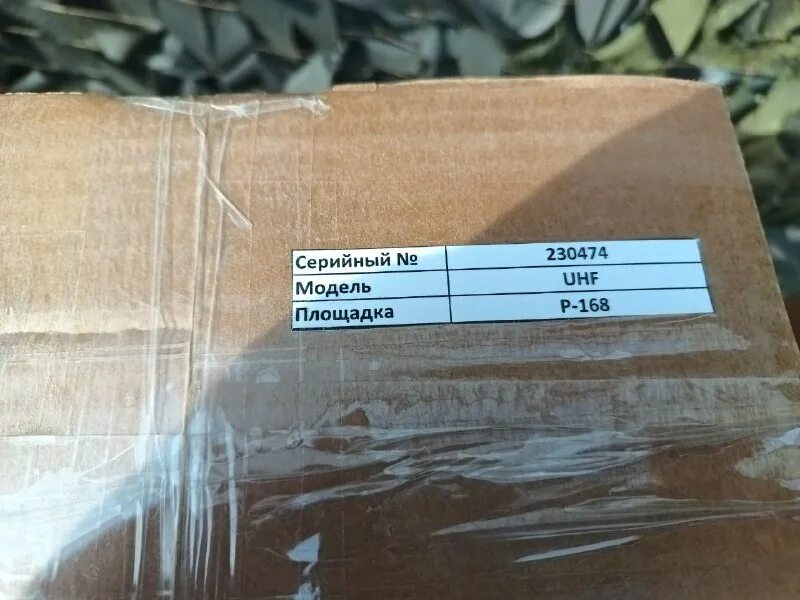 Серийный № 230474
Модель UHF
Площадка Р-168